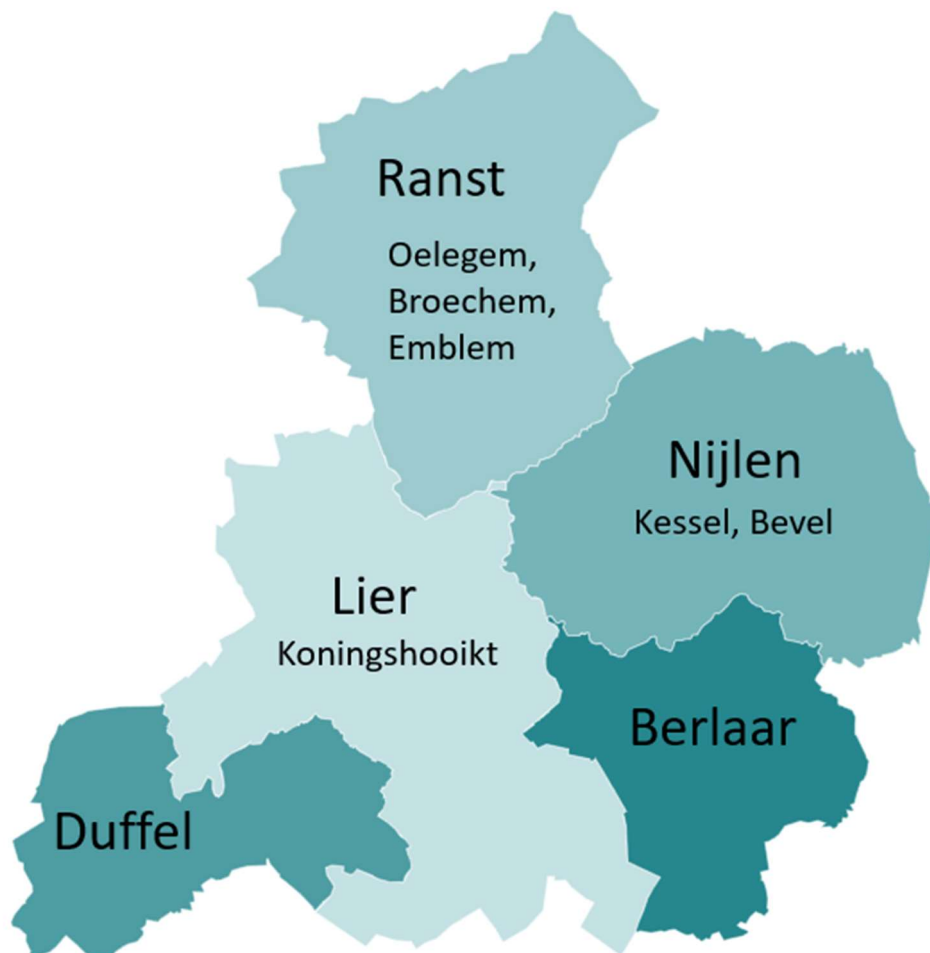 Ranst
Oelegem,
Broechem,
Emblem
Nijlen
Kessel, Bevel
Lier
Koningshooikt
Berlaar
Duffel